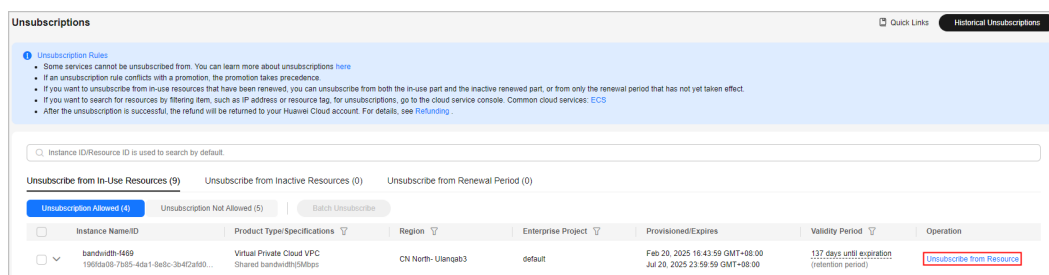 Unsubscriptions
Quick Links
Historical Unsubscriptions
Unsubscription Rules
• Some services cannot be unsubscribed from. You can learn more about unsubscriptions here
• If an unsubscription rule conflicts with a promotion, the promotion takes precedence.
• If you want to unsubscribe from in-use resources that have been renewed, you can unsubscribe from both the in-use part and the inactive renewed part, or from only the renewal period that has not yet taken effect.
• If you want to search for resources by filtering item, such as IP address or resource tag, for unsubscriptions, go to the cloud service console. Common cloud services: ECS
• After the unsubscription is successful, the refund will be returned to your Huawei Cloud account. For details, see Refunding .
Instance ID/Resource ID is used to search by default.
Unsubscribe from In-Use Resources (9)
Unsubscribe from Inactive Resources (0)
Unsubscribe from Renewal Period (0)
Unsubscription Allowed (4)
Unsubscription Not Allowed (5)
Batch Unsubscribe
Instance Name/ID
Product Type/Specifications
Region
Enterprise Project
Provisioned/Expires
Validity Period
Operation
bandwidth-f469
196fda08-7b85-4da1-8e8c-3b4f2afd0...
Virtual Private Cloud VPC
Shared bandwidth|5Mbps
CN North- Ulanqab3
default
Feb 20, 2025 16:43:59 GMT+08:00
Jul 20, 2025 23:59:59 GMT+08:00
137 days until expiration
(retention period)
Unsubscribe from Resource